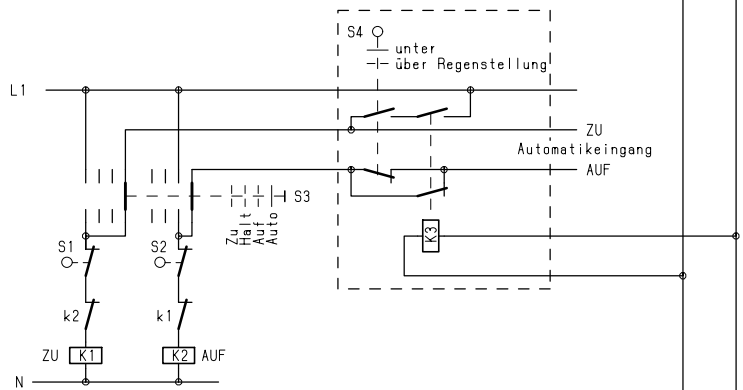 S4
unter
über Regenstellung
L1
ZU
Automatikeingang
AUF
S3
Zu
Halt
Auf
Auto
S1
S2
K3
k2
k1
ZU
K1
K2
AUF
N